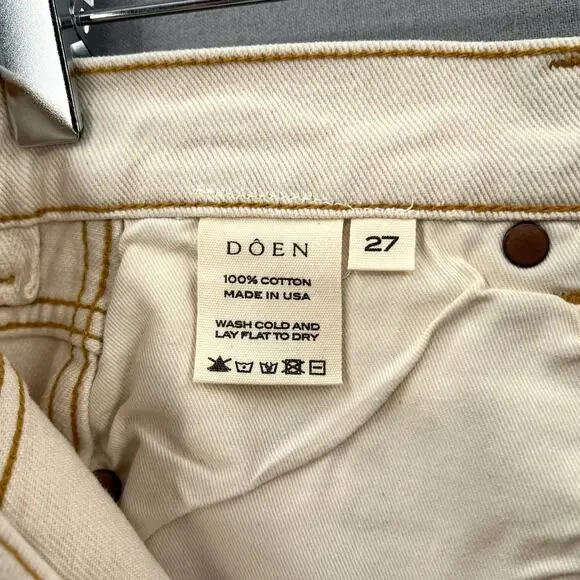 DÔEN
27
100% COTTON
MADE IN USA
WASH COLD AND
LAY FLAT TO DRY